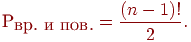 Pвр. и пов. = (n − 1)! / 2.